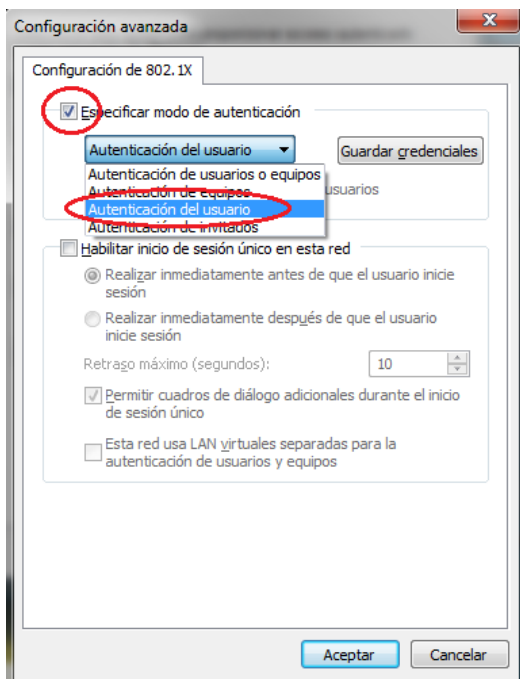 Configuración avanzada
Configuración de 802.1X
Especificar modo de autenticación
Autenticación del usuario
Guardar credenciales
Autenticación de usuarios o equipos
Autenticación de equipos
usuarios
Autenticación del usuario
Autenticación de invitados
Habilitar inicio de sesión único en esta red
Realizar inmediatamente antes de que el usuario inicie
sesión
Realizar inmediatamente después de que el usuario
inicie sesión
Retraso máximo (segundos):
10
Permitir cuadros de diálogo adicionales durante el inicio
de sesión único
Esta red usa LAN virtuales separadas para la
autenticación de usuarios y equipos
Aceptar
Cancelar